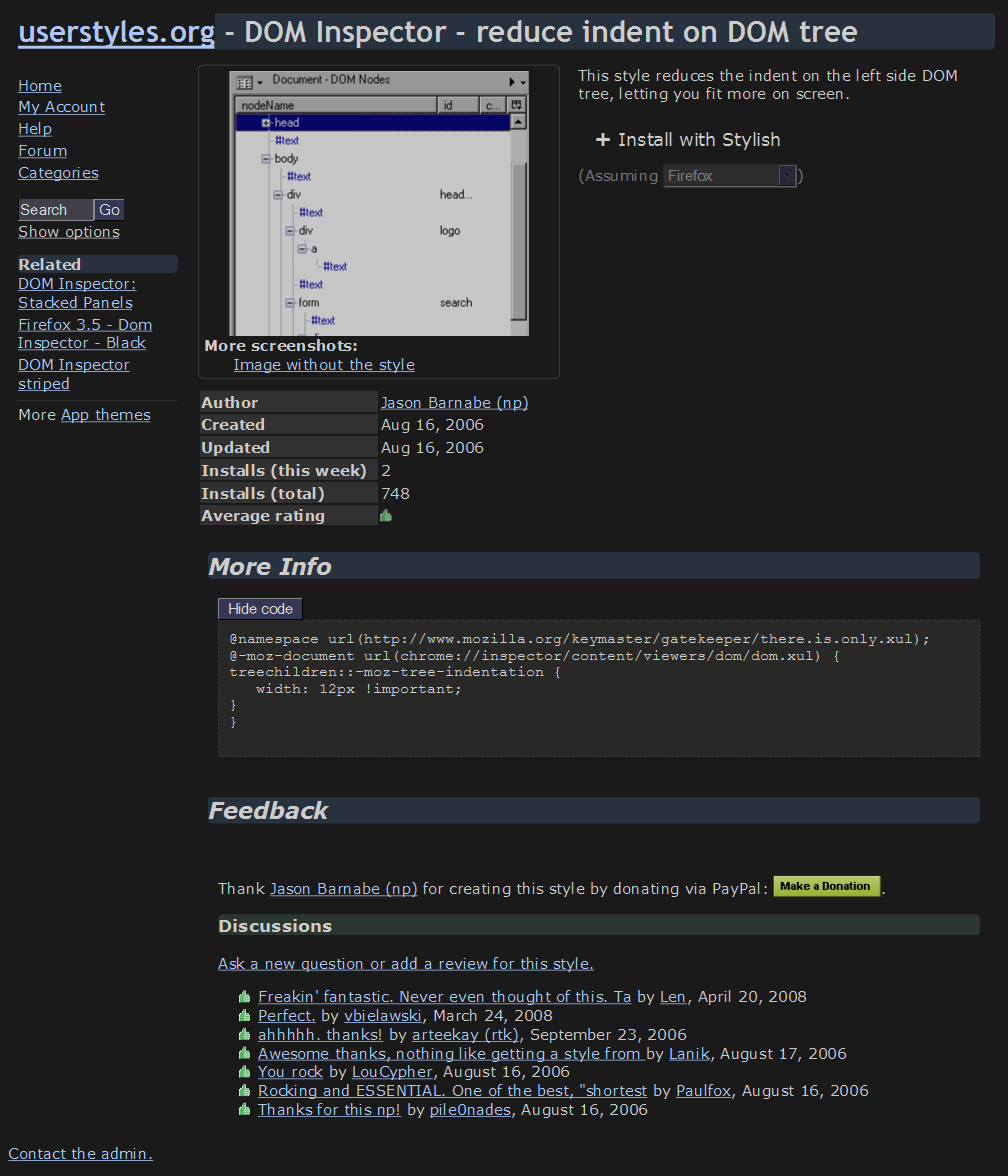 userstyles.org - DOM Inspector - reduce indent on DOM tree
Home
My Account
Help
Forum
Categories
Search Go
Show options
Related
DOM Inspector:
Stacked Panels
Firefox 3.5 - Dom
Inspector - Black
DOM Inspector
striped
More App themes
Document - DOM Nodes
nodeName id c...
head
#text
body
#text
div head...
#text
div logo
a
#text
#text
form search
#text
More screenshots:
Image without the style
This style reduces the indent on the left side DOM
tree, letting you fit more on screen.
+ Install with Stylish
(Assuming Firefox)
Author Jason Barnabe (np)
Created Aug 16, 2006
Updated Aug 16, 2006
Installs (this week) 2
Installs (total) 748
Average rating
More Info
Hide code
@namespace url(http://www.mozilla.org/keymaster/gatekeeper/there.is.only.xul);
@-moz-document url(chrome://inspector/content/viewers/dom/dom.xul) {
treechildren::-moz-tree-indentation {
   width: 12px !important;
}
}
Feedback
Thank Jason Barnabe (np) for creating this style by donating via PayPal: Make a Donation.
Discussions
Ask a new question or add a review for this style.
Freakin' fantastic. Never even thought of this. Ta by Len, April 20, 2008
Perfect. by vbielawski, March 24, 2008
ahhhhh. thanks! by arteekay (rtk), September 23, 2006
Awesome thanks, nothing like getting a style from by Lanik, August 17, 2006
You rock by LouCypher, August 16, 2006
Rocking and ESSENTIAL. One of the best, "shortest by Paulfox, August 16, 2006
Thanks for this np! by pile0nades, August 16, 2006
Contact the admin.